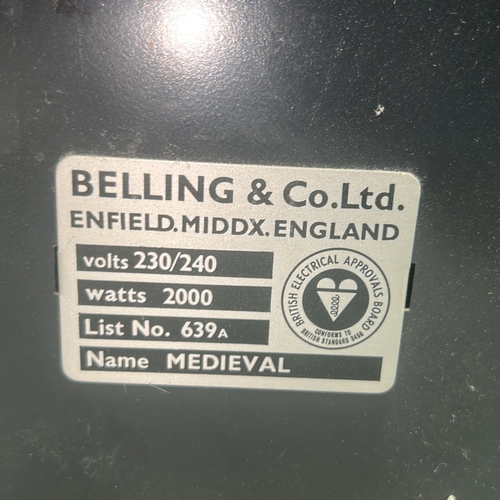 BELLING & Co.Ltd.
ENFIELD.MIDDX.ENGLAND
volts 230/240
watts 2000
List No. 639A
Name MEDIEVAL
BRITISH ELECTRICAL APPROVALS BOARD
CONFORMS TO
BRITISH STANDARD 3456